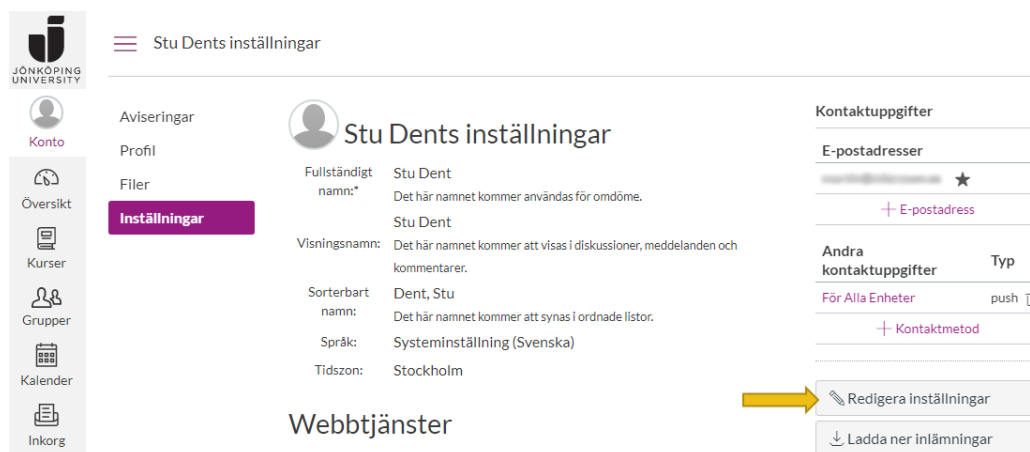 JÖNKÖPING
UNIVERSITY
Konto
Översikt
Kurser
Grupper
Kalender
Inkorg
Stu Dents inställningar
Aviseringar
Profil
Filer
Inställningar
Stu Dents inställningar
Fullständigt namn:* Stu Dent
Det här namnet kommer användas för omdöme.
Visningsnamn: Stu Dent
Det här namnet kommer att visas i diskussioner, meddelanden och
kommentarer.
Sorterbart namn: Dent, Stu
Det här namnet kommer att synas i ordnade listor.
Språk: Systeminställning (Svenska)
Tidszon: Stockholm
Webbtjänster
Kontaktuppgifter
E-postadresser
+ E-postadress
Andra
kontaktuppgifter Typ
För Alla Enheter push
+ Kontaktmetod
Redigera inställningar
Ladda ner inlämningar